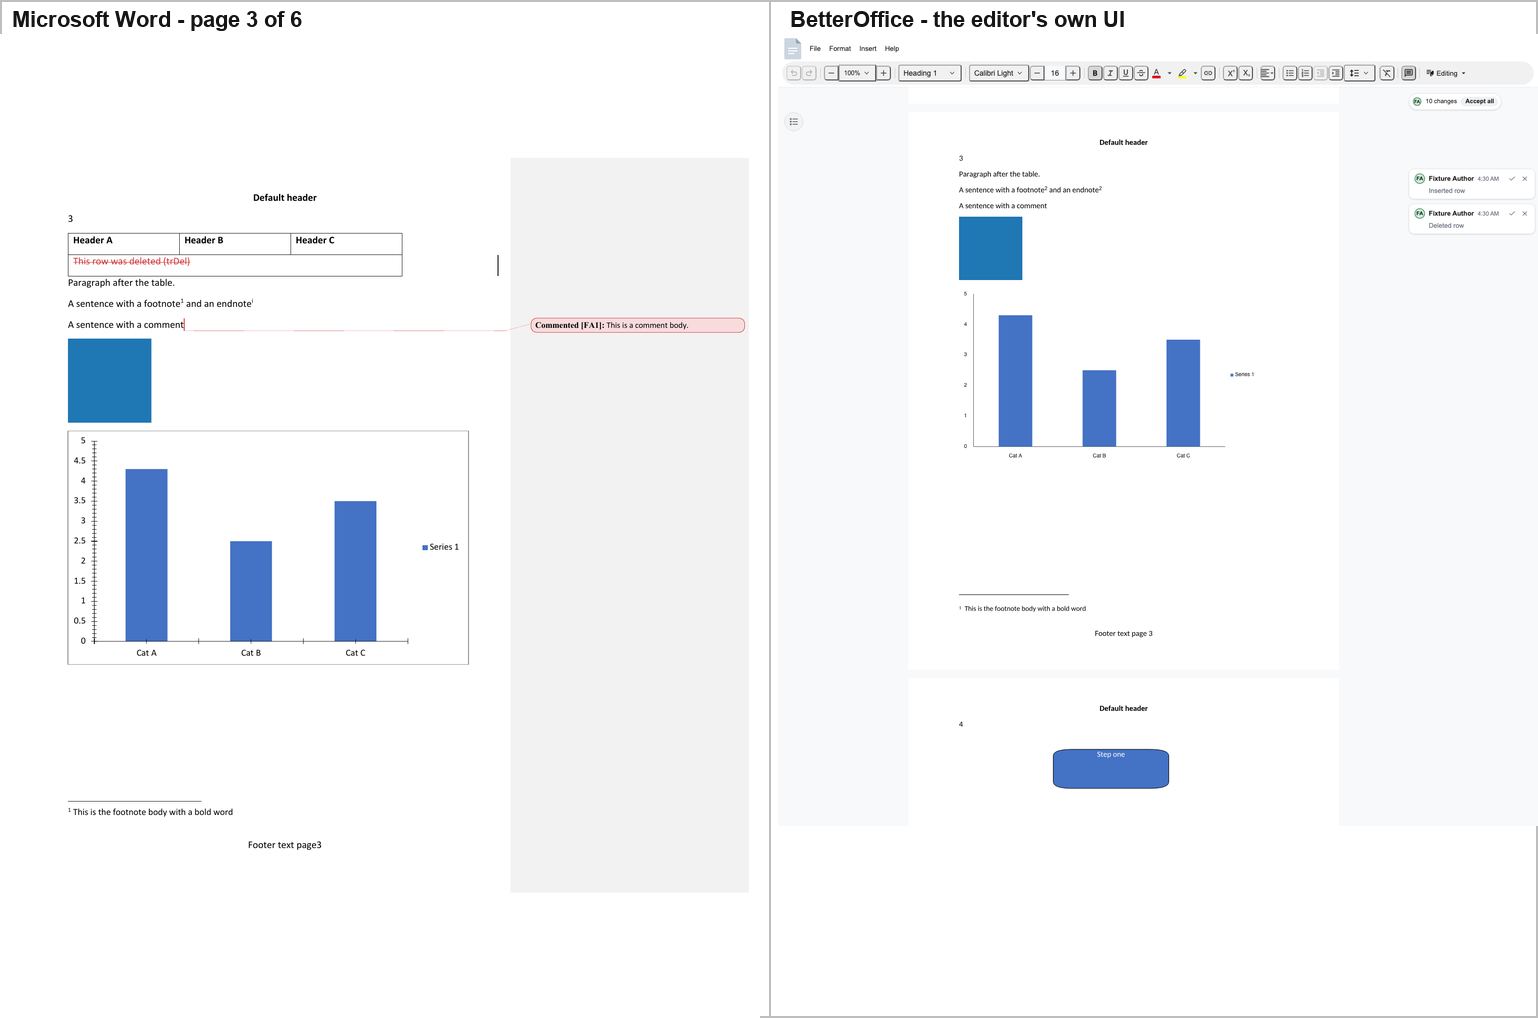 Microsoft Word - page 3 of 6
Default header
3
Header A Header B Header C
This row was deleted (trDel)
Paragraph after the table.
A sentence with a footnote1 and an endnotei
A sentence with a comment
Commented [FA1]: This is a comment body.
5
4.5
4
3.5
3
2.5
2
1.5
1
0.5
0
Cat A Cat B Cat C
Series 1
1 This is the footnote body with a bold word
Footer text page3
BetterOffice - the editor's own UI
File Format Insert Help
100% Heading 1 Calibri Light 16 B I U S A X² X₂ Editing
FA 10 changes Accept all
Default header
3
Paragraph after the table.
A sentence with a footnote2 and an endnote2
A sentence with a comment
FA Fixture Author 4:30 AM
Inserted row
FA Fixture Author 4:30 AM
Deleted row
5
4
3
2
1
0
Cat A Cat B Cat C
Series 1
1 This is the footnote body with a bold word
Footer text page 3
Default header
4
Step one